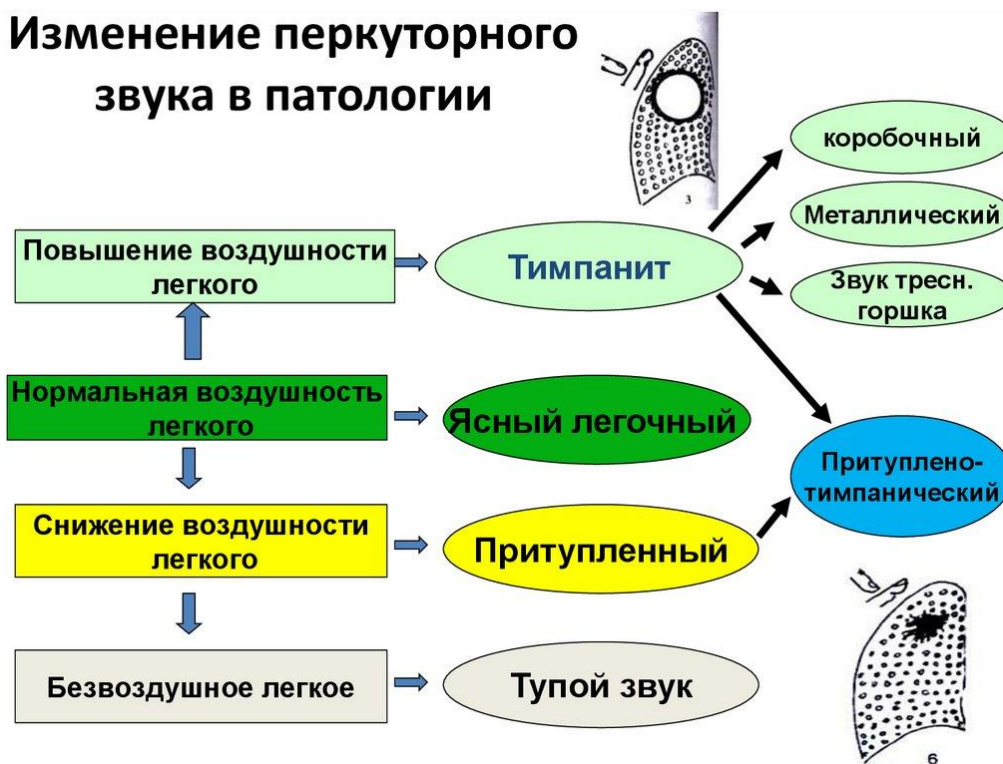 Изменение перкуторного
звука в патологии
3
коробочный
Металлический
Звук тресн.
горшка
Повышение воздушности
легкого
Тимпанит
Нормальная воздушность
легкого
Ясный легочный
Притуплено-
тимпанический
Снижение воздушности
легкого
Притупленный
Безвоздушное легкое
Тупой звук
6